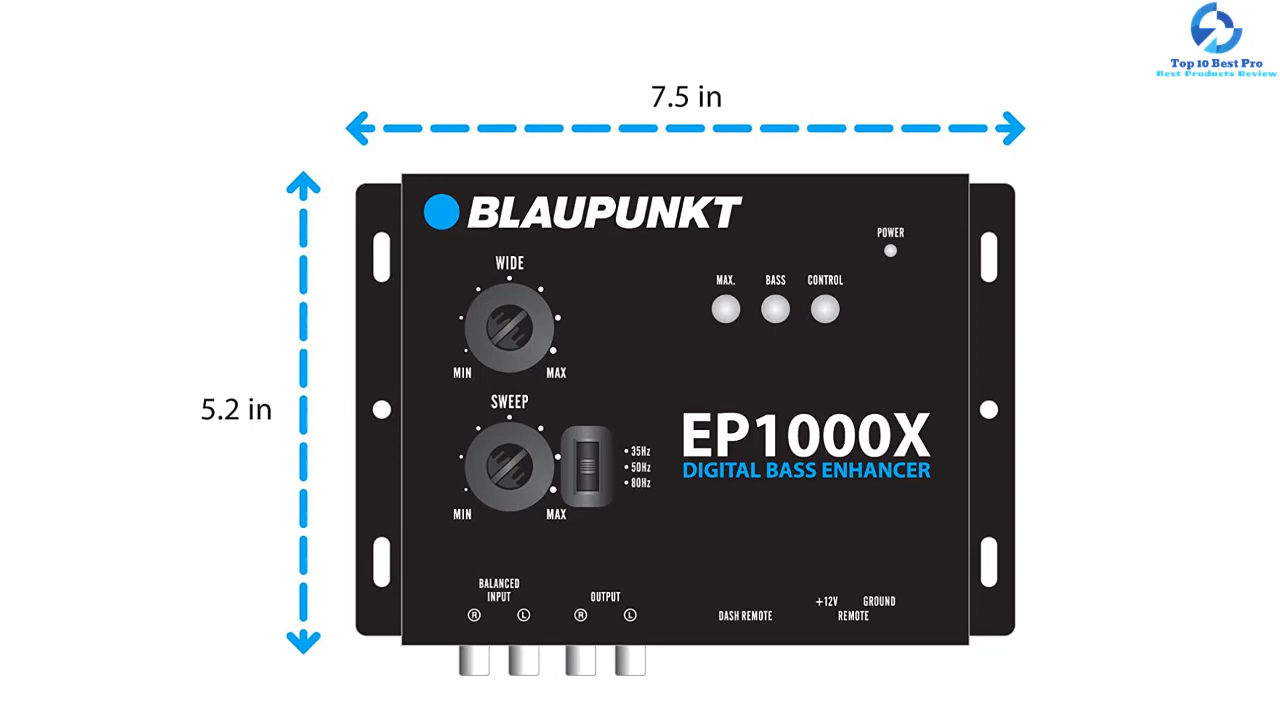 Top 10 Best Pro
Best Products Review
7.5 in
5.2 in
BLAUPUNKT
POWER
WIDE
MAX. BASS CONTROL
MIN MAX
SWEEP
35Hz
50Hz
80Hz
EP1000X
DIGITAL BASS ENHANCER
MIN MAX
BALANCED
INPUT
OUTPUT
R L R L
+12V GROUND
DASH REMOTE REMOTE